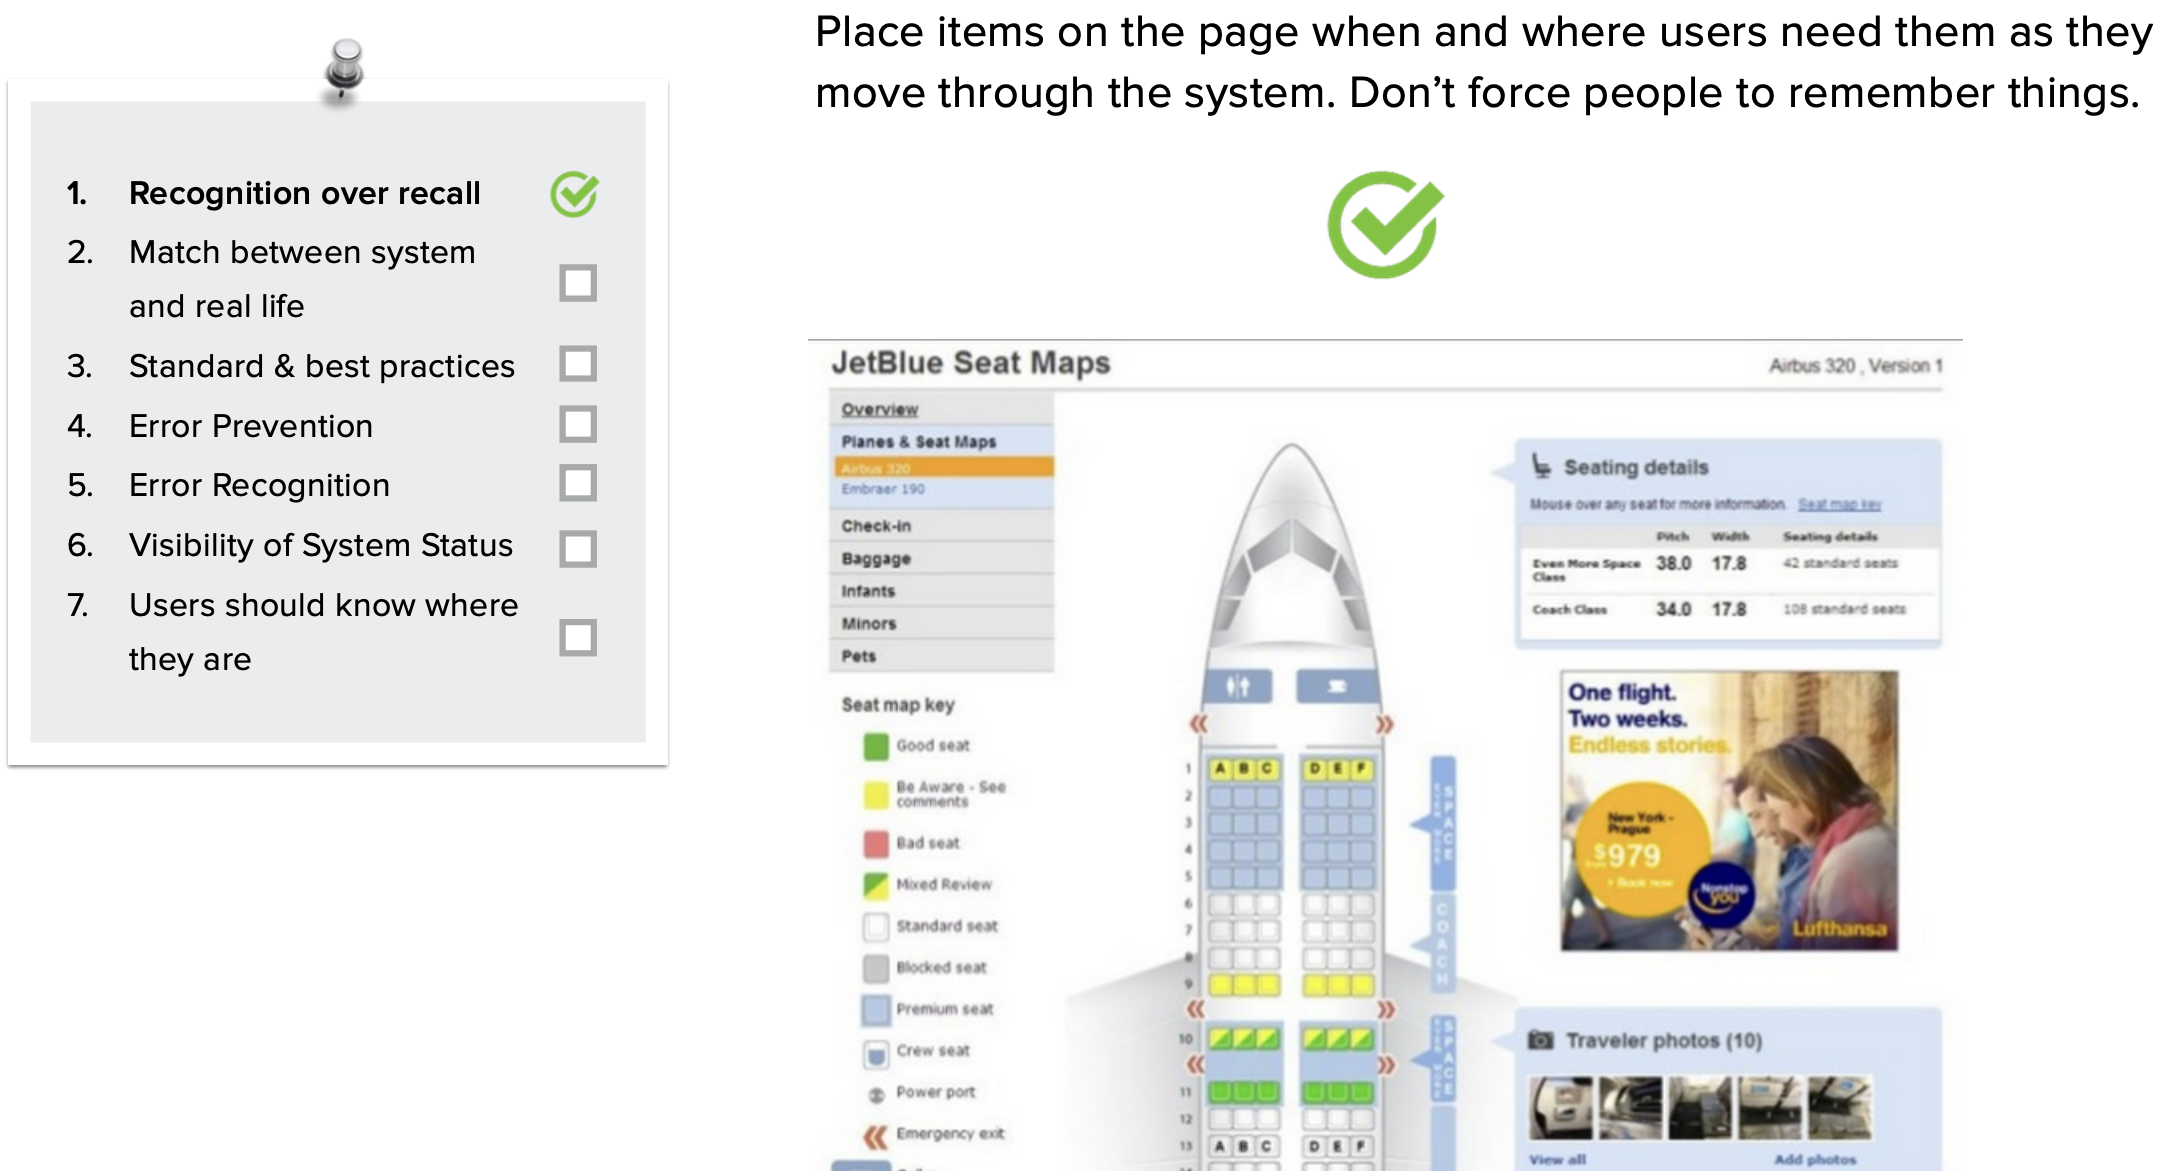 Place items on the page when and where users need them as they
move through the system. Don’t force people to remember things.
1. Recognition over recall
2. Match between system
and real life
3. Standard & best practices
4. Error Prevention
5. Error Recognition
6. Visibility of System Status
7. Users should know where
they are
JetBlue Seat Maps
Airbus 320 , Version 1
Overview
Planes & Seat Maps
Airbus 320
Embraer 190
Check-in
Baggage
Infants
Minors
Pets
Seat map key
Good seat
Be Aware - See
comments
Bad seat
Mixed Review
Standard seat
Blocked seat
Premium seat
Crew seat
Power port
Emergency exit
1 A B C D E F
2
3
4
5
6
7
8
9
10
11
12
13 A B C D E F
EVEN MORE
SPACE
COACH
EVEN MORE
SPACE
Seating details
Mouse over any seat for more information. Seat map key
Pitch Width Seating details
Even More Space
Class
38.0 17.8 42 standard seats
Coach Class 34.0 17.8 108 standard seats
One flight.
Two weeks.
Endless stories.
New York -
Prague
$979
Book now
Nonstop
you
Lufthansa
Traveler photos (10)
View all Add photos